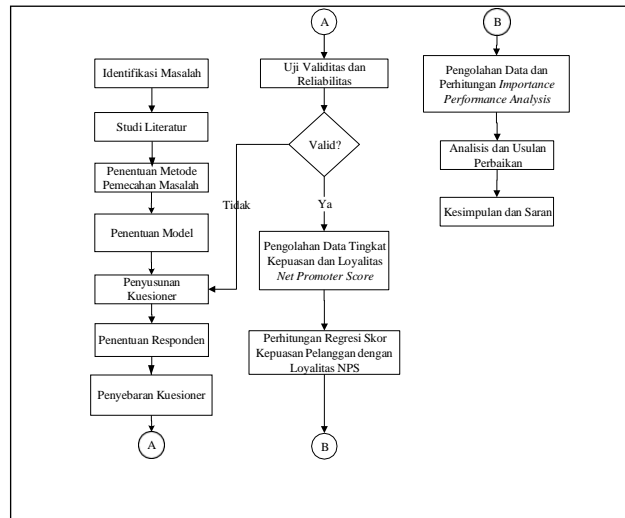 Identifikasi Masalah
Studi Literatur
Penentuan Metode
Pemecahan Masalah
Penentuan Model
Penyusunan
Kuesioner
Penentuan Responden
Penyebaran Kuesioner
A
A
Uji Validitas dan
Reliabilitas
Valid?
Tidak
Ya
Pengolahan Data Tingkat
Kepuasan dan Loyalitas
Net Promoter Score
Perhitungan Regresi Skor
Kepuasan Pelanggan dengan
Loyalitas NPS
B
B
Pengolahan Data dan
Perhitungan Importance
Performance Analysis
Analisis dan Usulan
Perbaikan
Kesimpulan dan Saran